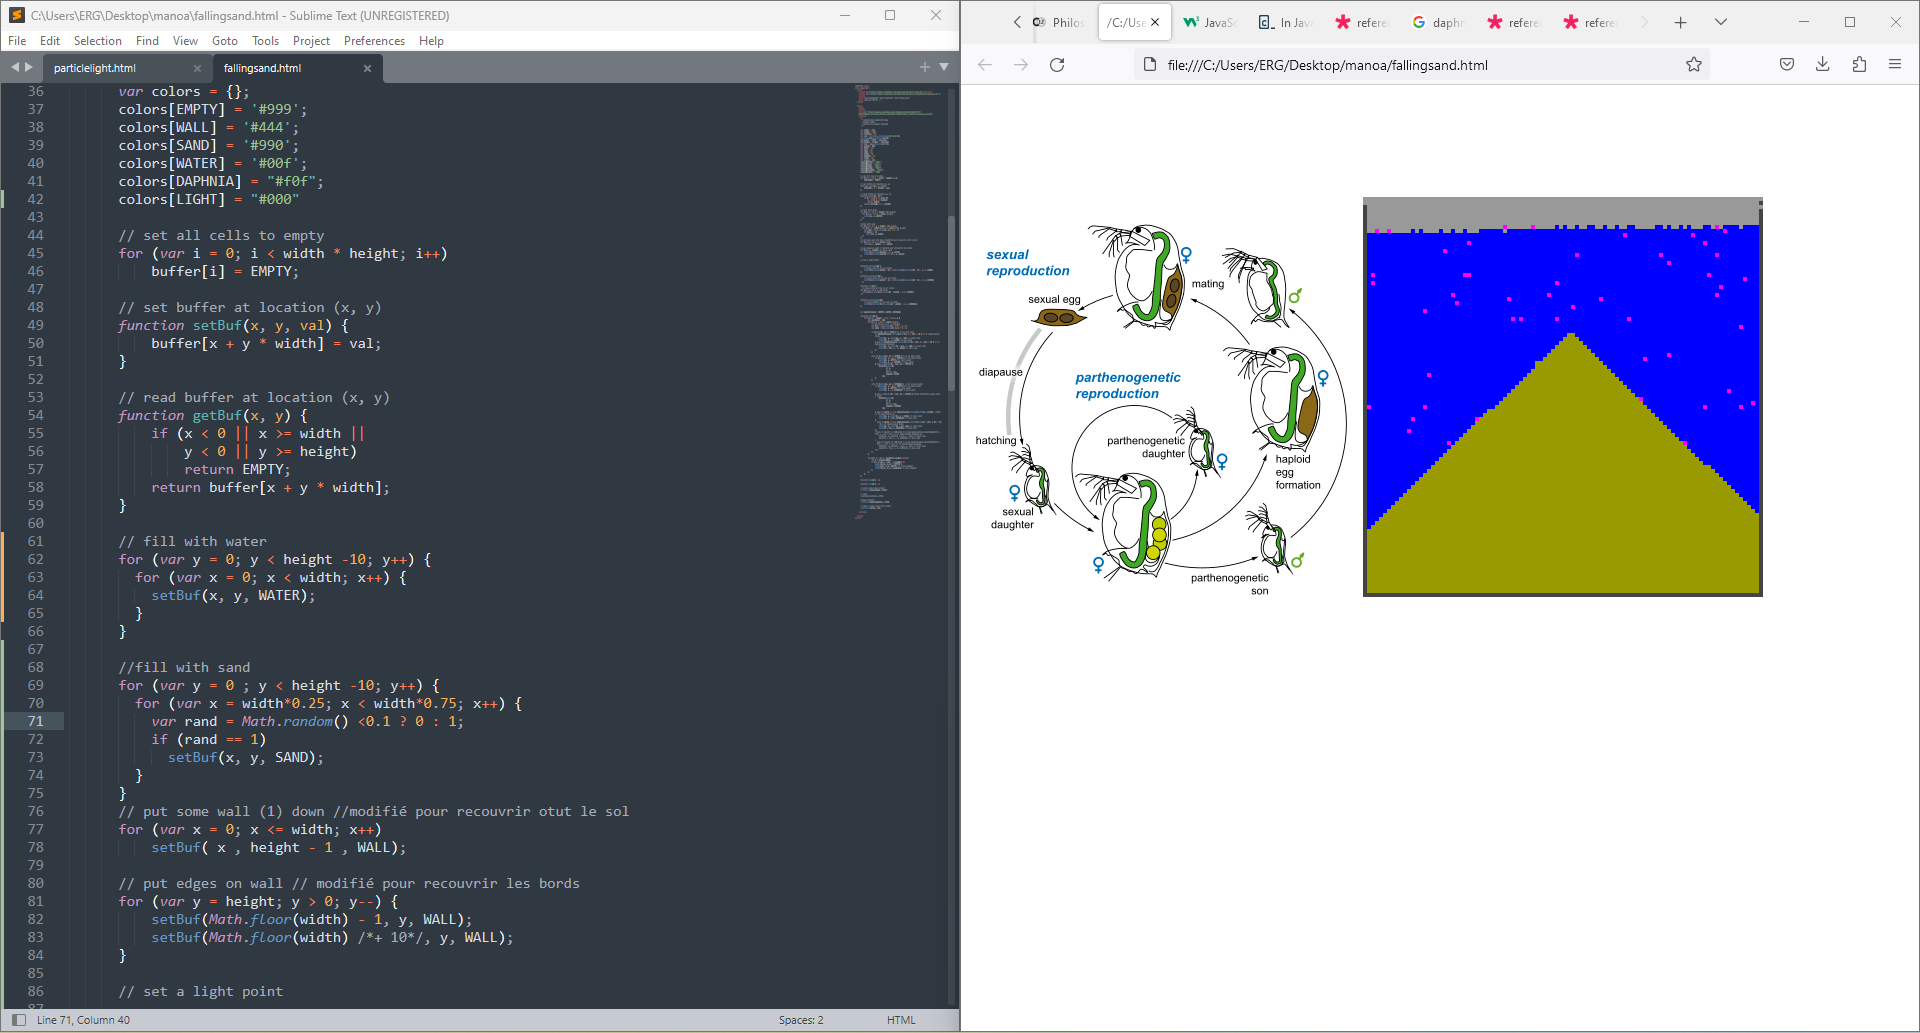 C:\Users\ERG\Desktop\manoa\fallingsand.html - Sublime Text (UNREGISTERED)
File Edit Selection Find View Goto Tools Project Preferences Help
particlelight.html
fallingsand.html
36 var colors = {};
37 colors[EMPTY] = '#999';
38 colors[WALL] = '#444';
39 colors[SAND] = '#990';
40 colors[WATER] = '#00f';
41 colors[DAPHNIA] = "#f0f";
42 colors[LIGHT] = "#000"
43
44 // set all cells to empty
45 for (var i = 0; i < width * height; i++)
46 buffer[i] = EMPTY;
47
48 // set buffer at location (x, y)
49 function setBuf(x, y, val) {
50 buffer[x + y * width] = val;
51 }
52
53 // read buffer at location (x, y)
54 function getBuf(x, y) {
55 if (x < 0 || x >= width ||
56 y < 0 || y >= height)
57 return EMPTY;
58 return buffer[x + y * width];
59 }
60
61 // fill with water
62 for (var y = 0; y < height -10; y++) {
63 for (var x = 0; x < width; x++) {
64 setBuf(x, y, WATER);
65 }
66 }
67
68 //fill with sand
69 for (var y = 0 ; y < height -10; y++) {
70 for (var x = width*0.25; x < width*0.75; x++) {
71 var rand = Math.random() <0.1 ? 0 : 1;
72 if (rand == 1)
73 setBuf(x, y, SAND);
74 }
75 }
76 // put some wall (1) down //modifié pour recouvrir otut le sol
77 for (var x = 0; x <= width; x++)
78 setBuf( x , height - 1 , WALL);
79
80 // put edges on wall // modifié pour recouvrir les bords
81 for (var y = height; y > 0; y--) {
82 setBuf(Math.floor(width) - 1, y, WALL);
83 setBuf(Math.floor(width) /*+ 10*/, y, WALL);
84 }
85
86 // set a light point
87
Line 71, Column 40
Spaces: 2
HTML
Philos
/C:/Use
JavaSc
In Java
refere
daphn
refere
refere
file:///C:/Users/ERG/Desktop/manoa/fallingsand.html
sexual
reproduction
sexual egg
mating
diapause
parthenogenetic
reproduction
hatching
parthenogenetic
daughter
haploid
egg
formation
sexual
daughter
parthenogenetic
son